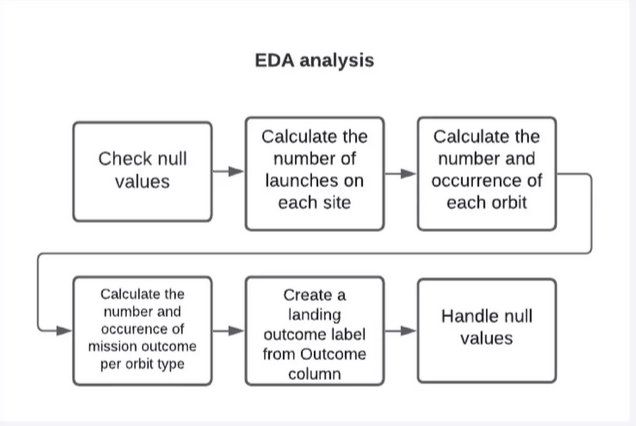 EDA analysis
Check null
values
Calculate the
number of
launches on
each site
Calculate the
number and
occurrence of
each orbit
Calculate the
number and
occurence of
mission outcome
per orbit type
Create a
landing
outcome label
from Outcome
column
Handle null
values